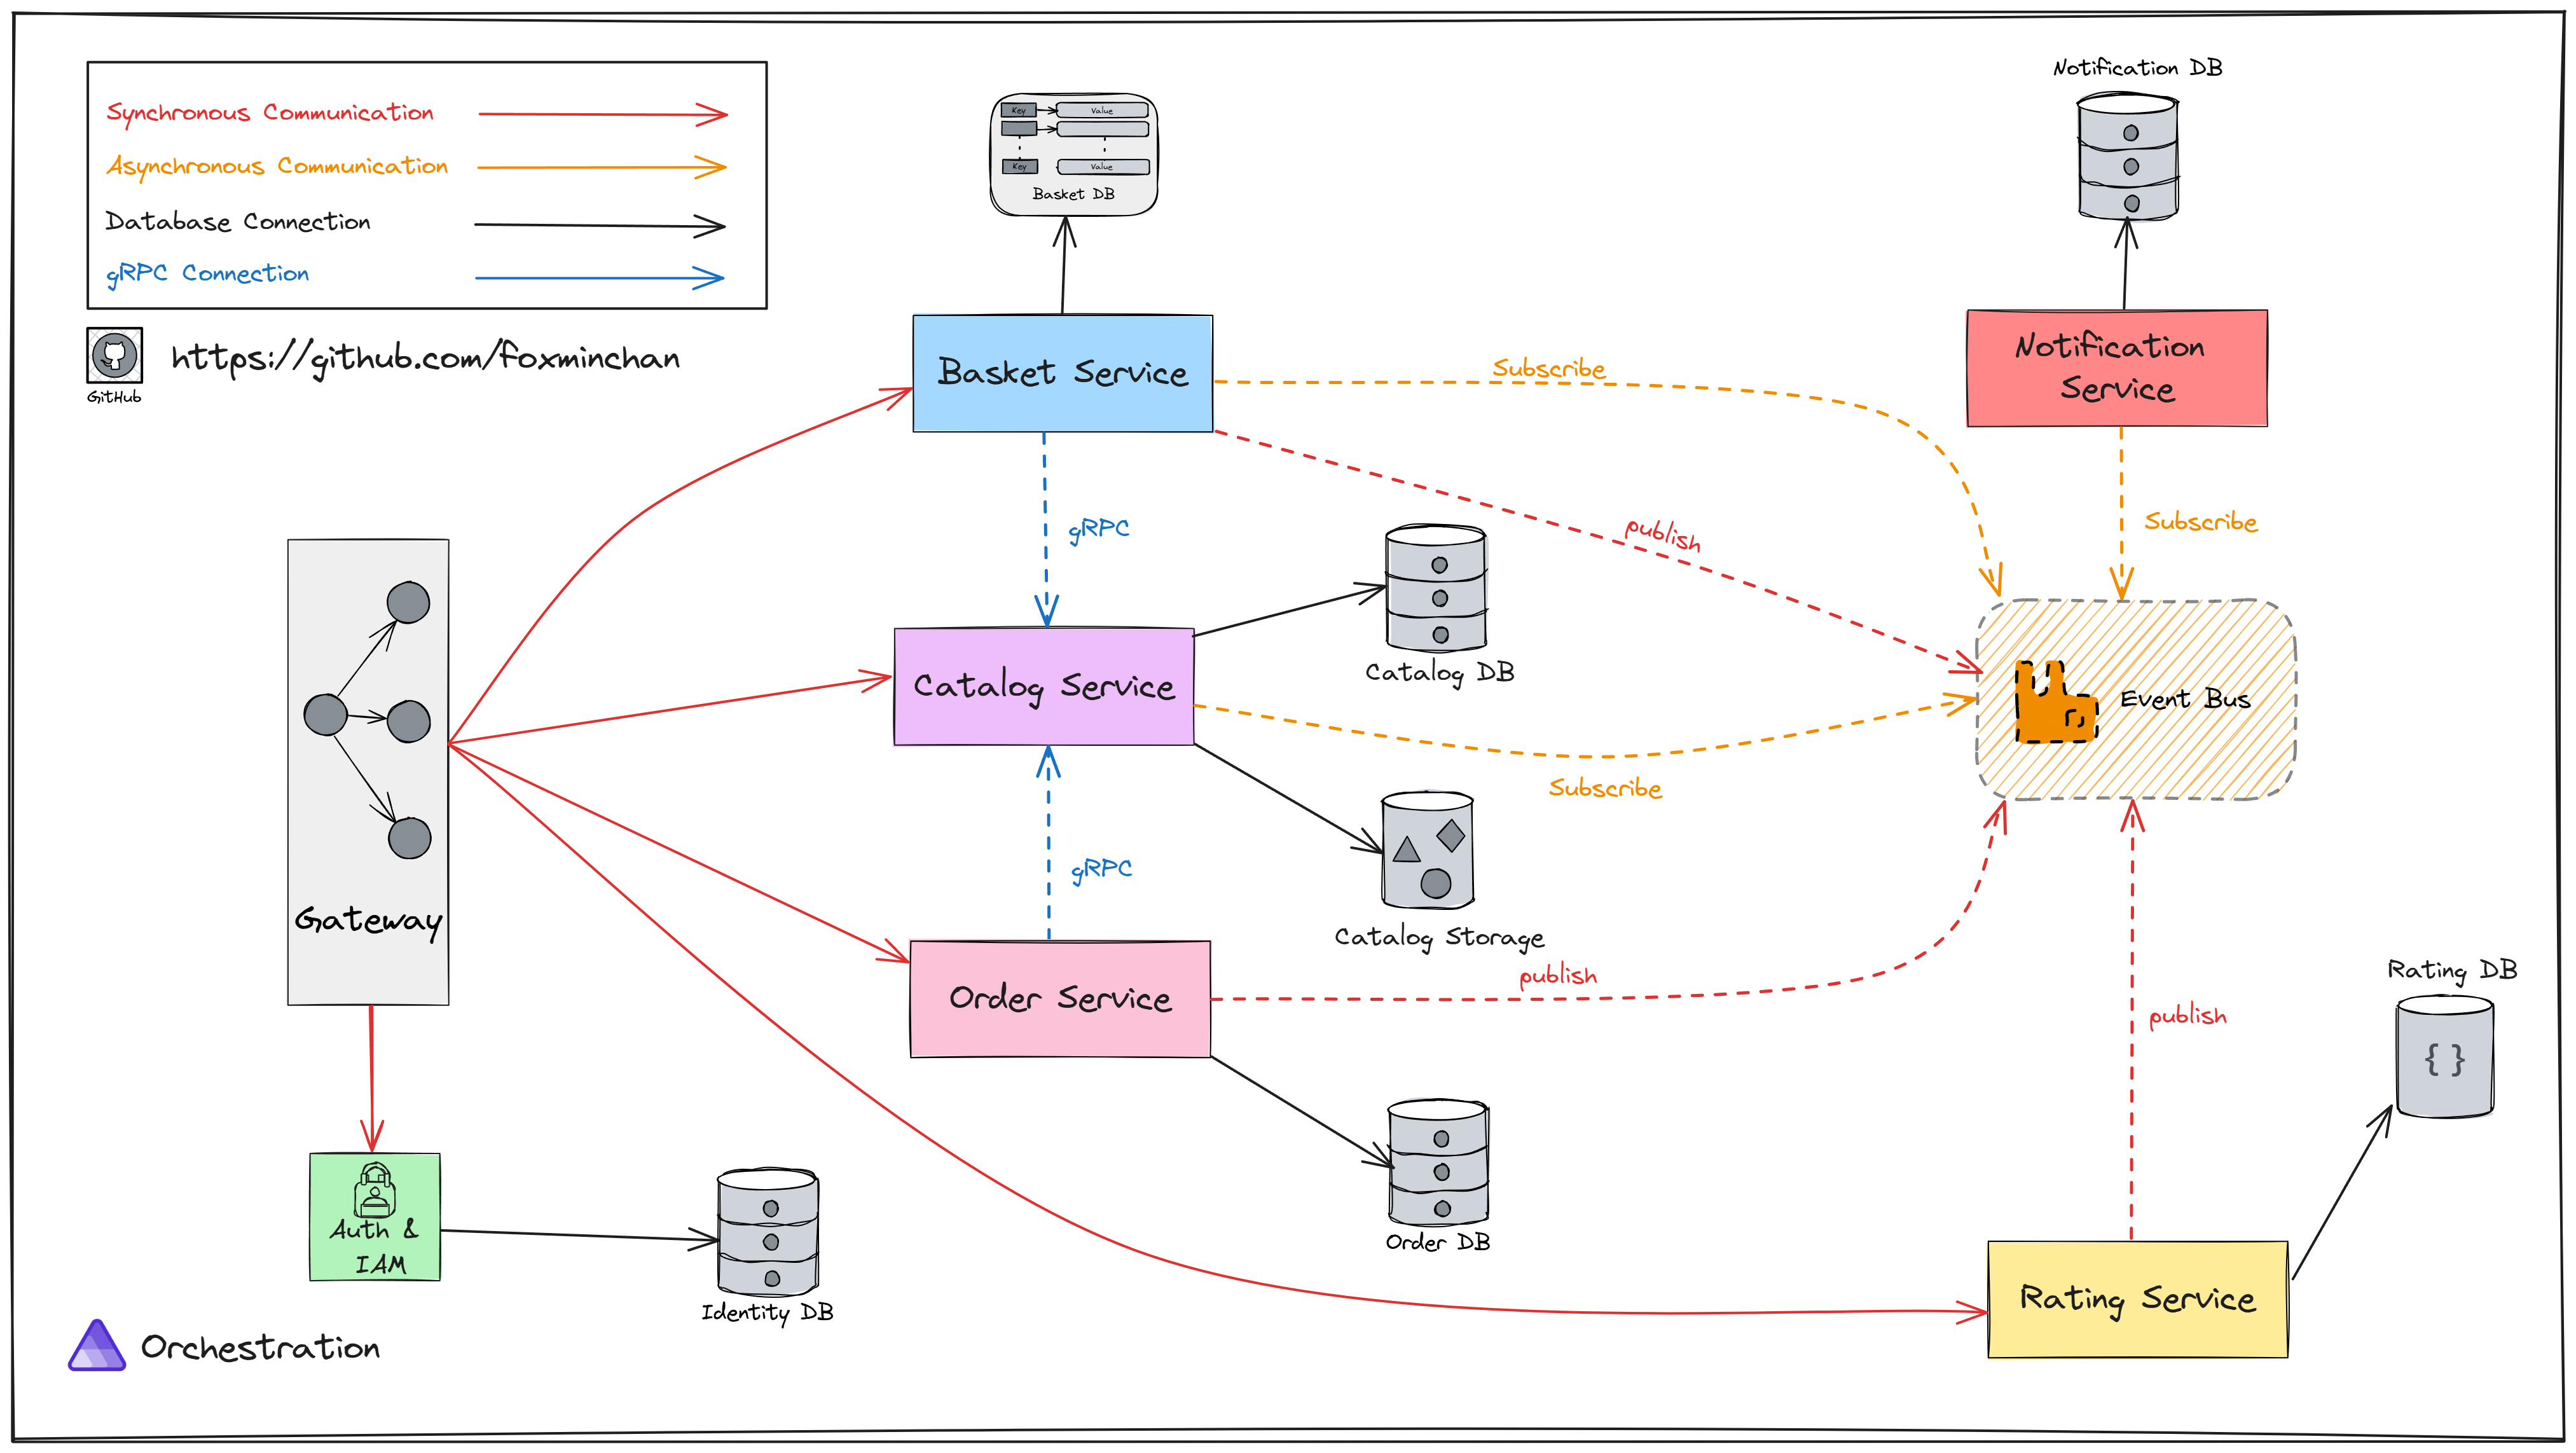 Synchronous Communication
Asynchronous Communication
Database Connection
gRPC Connection
GitHub
https://github.com/foxminchan
Key
Value
Key
Value
Basket DB
Notification DB
Basket Service
Notification
Service
Subscribe
publish
Subscribe
gRPC
Catalog DB
Catalog Service
Event Bus
Subscribe
gRPC
Catalog Storage
Gateway
Order Service
publish
publish
Rating DB
{ }
Order DB
Auth &
IAM
Identity DB
Rating Service
Orchestration